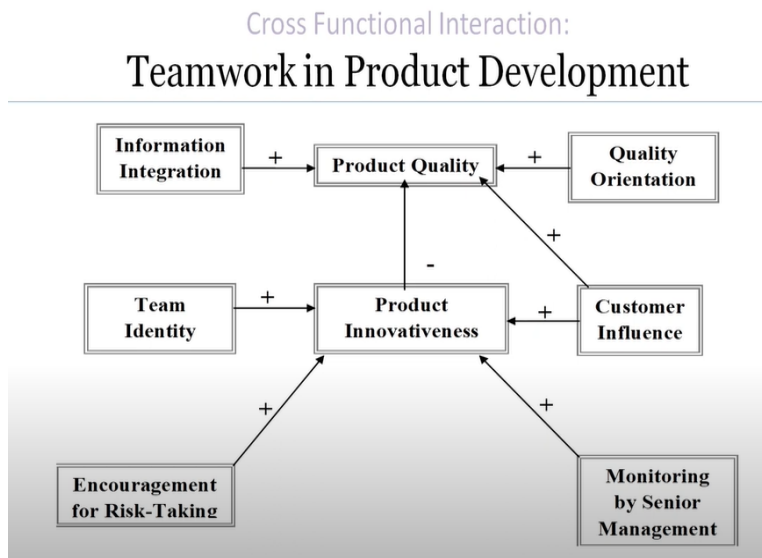 Cross Functional Interaction:
Teamwork in Product Development
Information
Integration
+
Product Quality
+
Quality
Orientation
+
-
Team
Identity
+
Product
Innovativeness
+
Customer
Influence
+
+
Encouragement
for Risk-Taking
Monitoring
by Senior
Management